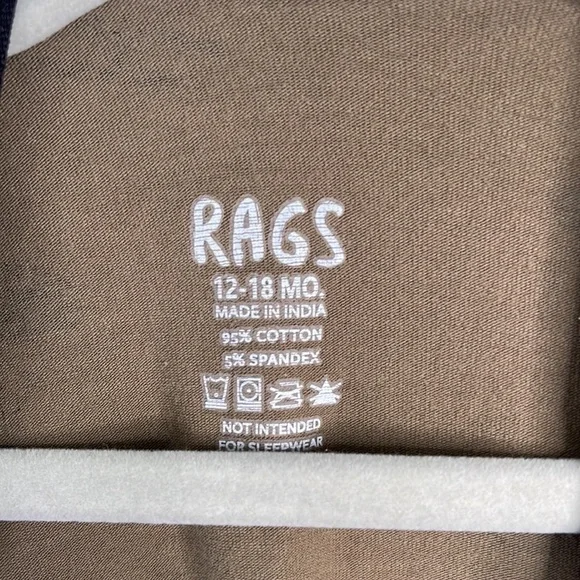 RAGS
12-18 MO.
MADE IN INDIA
95% COTTON
5% SPANDEX
NOT INTENDED
FOR SLEEPWEAR